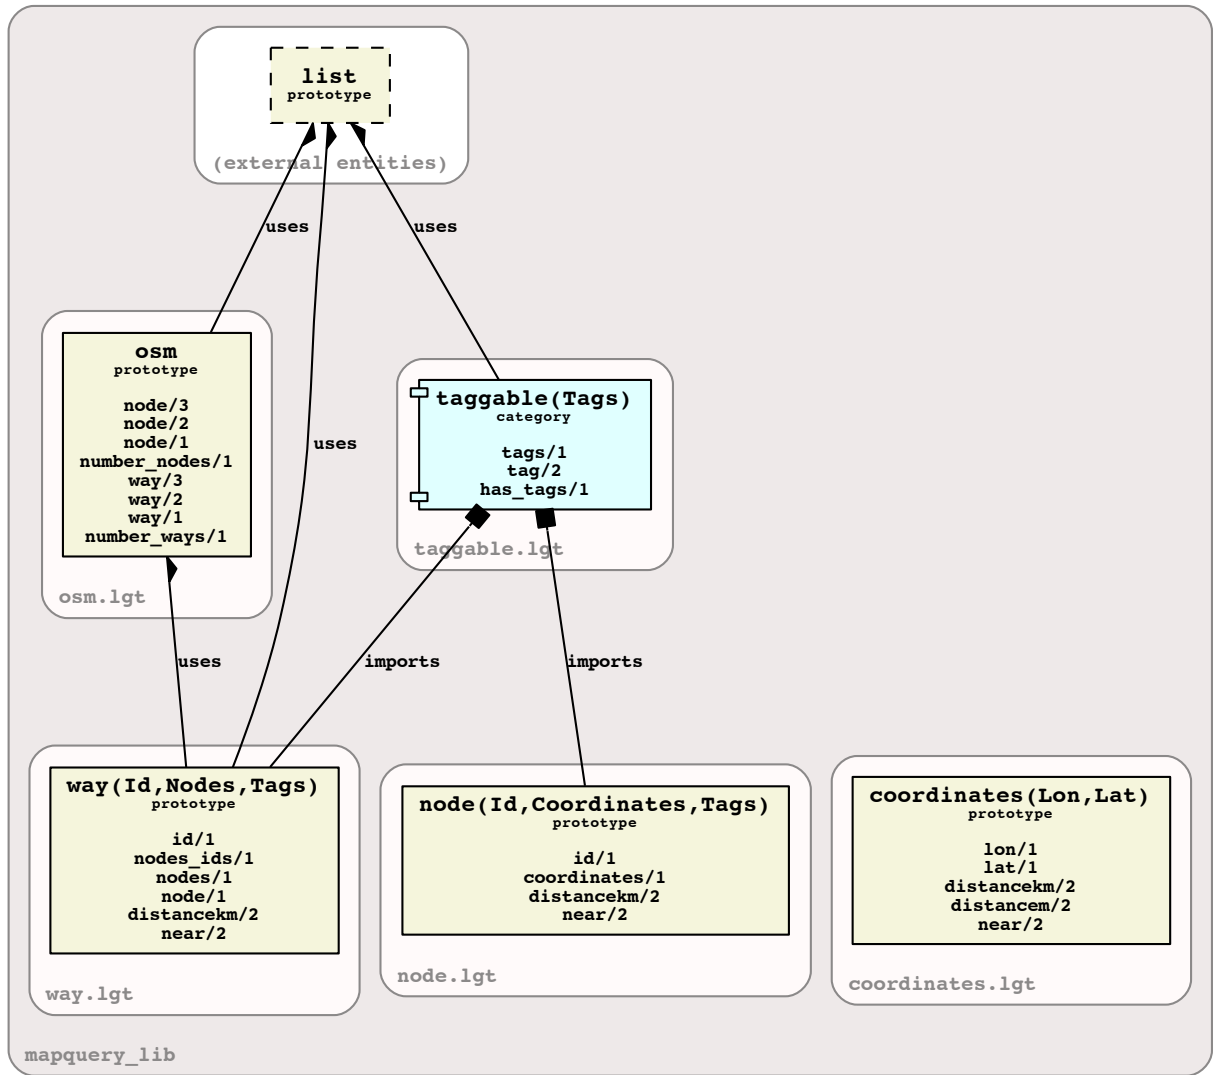 list
prototype
(external entities)
uses
uses
osm
prototype
node/3
node/2
node/1
number_nodes/1
way/3
way/2
way/1
number_ways/1
osm.lgt
taggable(Tags)
category
tags/1
tag/2
has_tags/1
taggable.lgt
uses
uses
imports
imports
way(Id,Nodes,Tags)
prototype
id/1
nodes_ids/1
nodes/1
node/1
distancekm/2
near/2
way.lgt
node(Id,Coordinates,Tags)
prototype
id/1
coordinates/1
distancekm/2
near/2
node.lgt
coordinates(Lon,Lat)
prototype
lon/1
lat/1
distancekm/2
distancem/2
near/2
coordinates.lgt
mapquery_lib